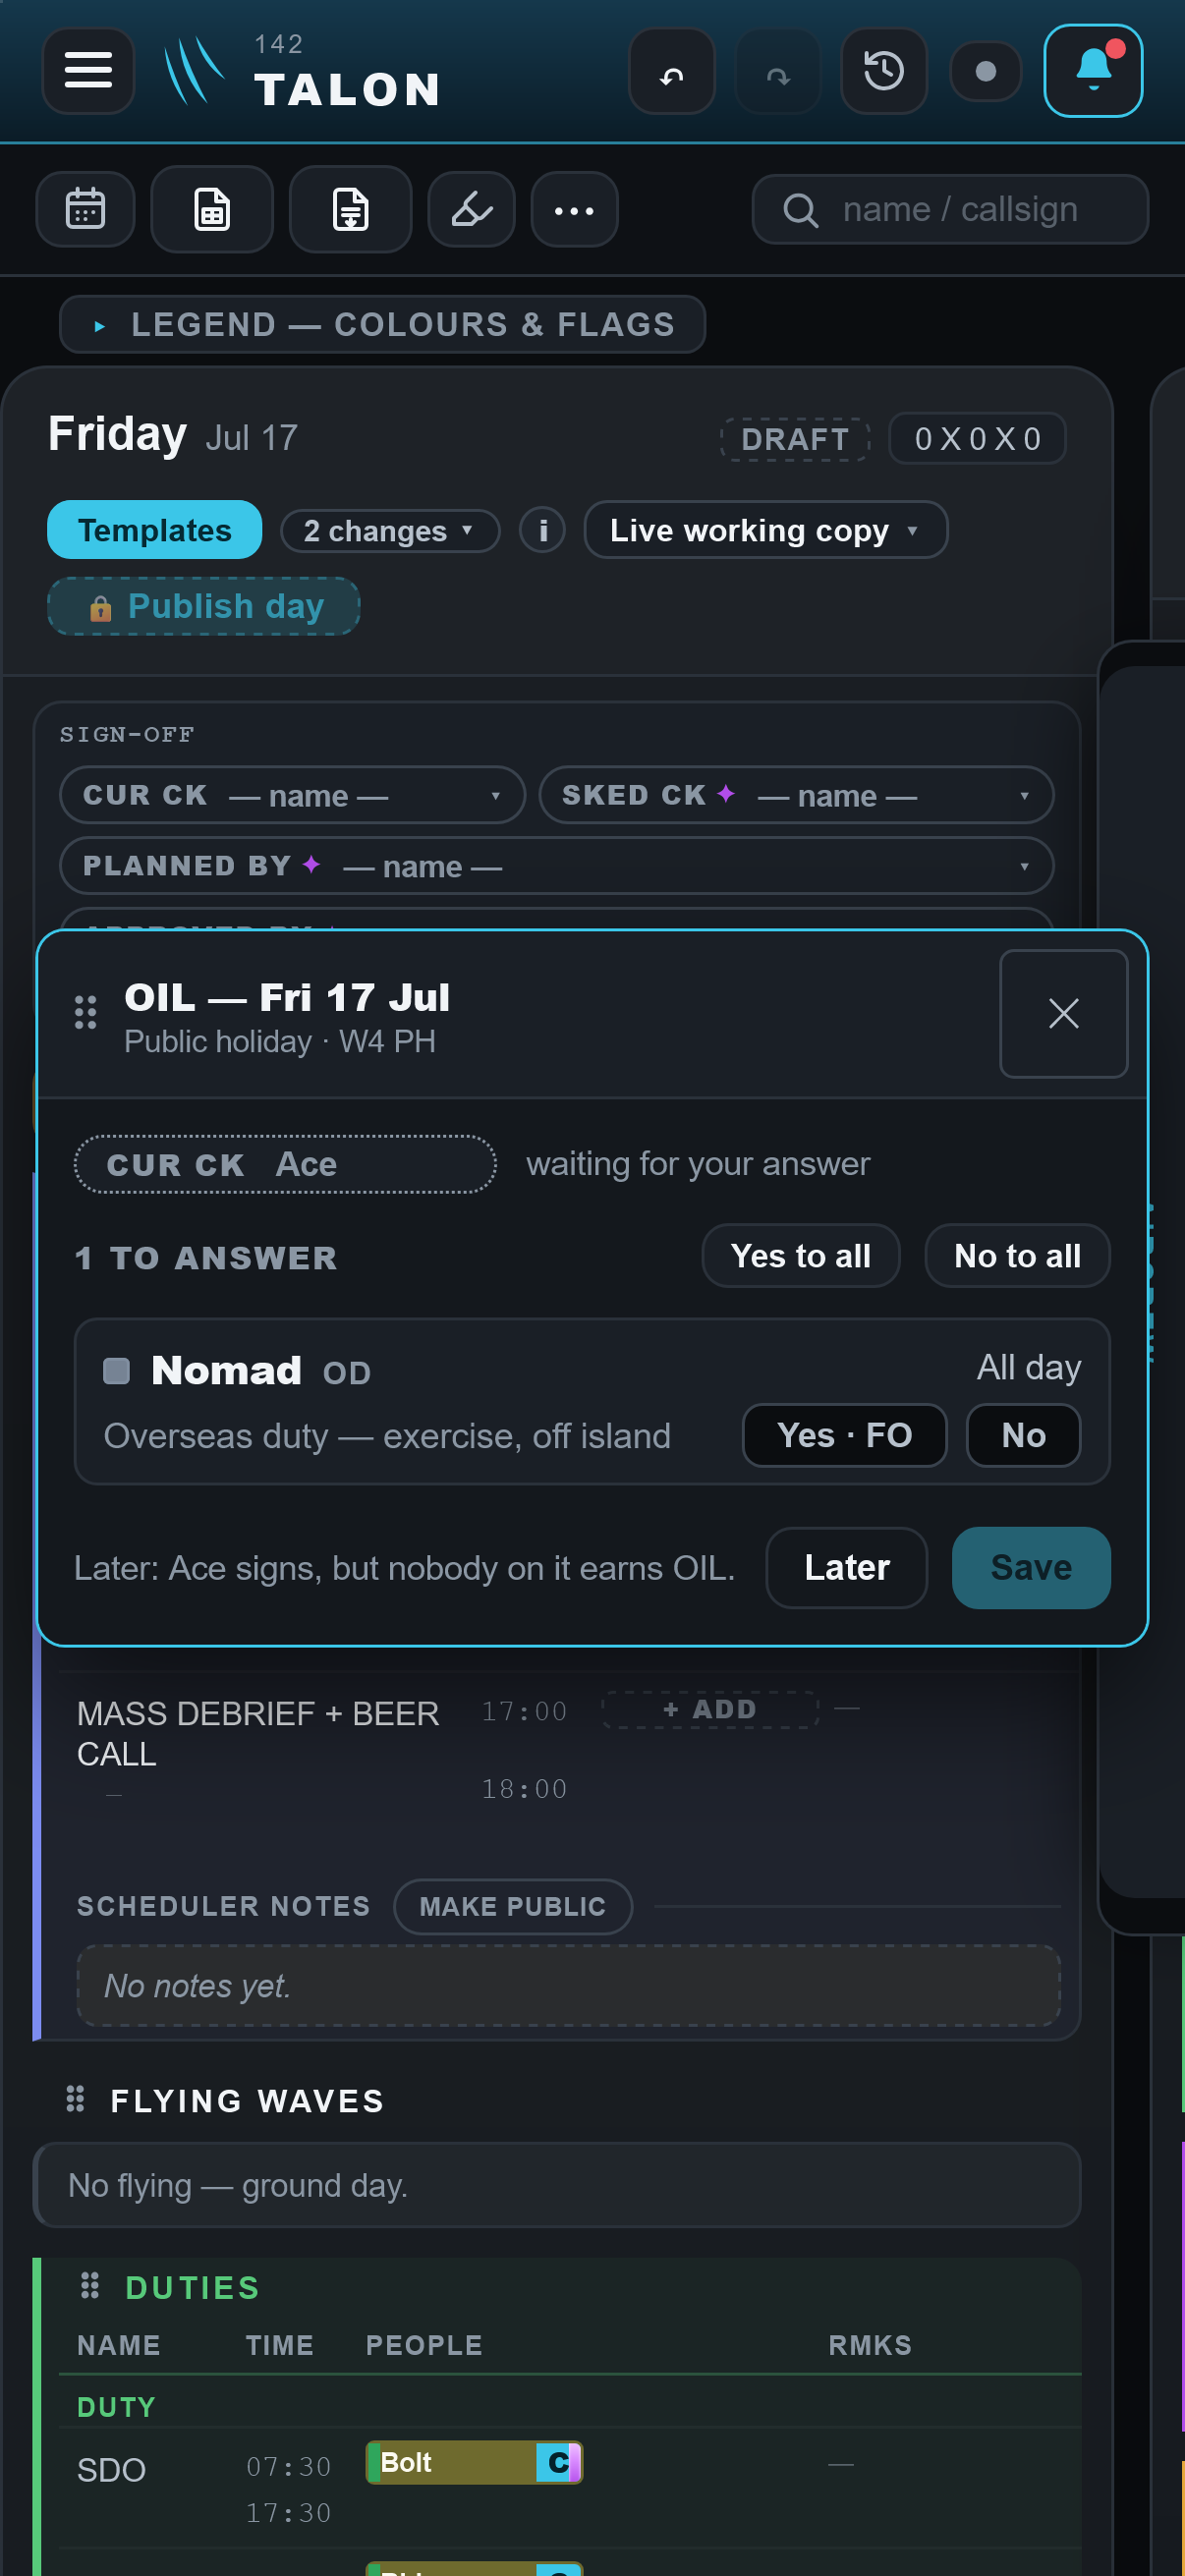 142
TALON
name / callsign
LEGEND — COLOURS & FLAGS
Friday Jul 17
DRAFT
0 X 0 X 0
Templates
2 changes
i
Live working copy
Publish day
SIGN-OFF
CUR CK — name —
SKED CK — name —
PLANNED BY — name —
OIL — Fri 17 Jul
Public holiday · W4 PH
CUR CK Ace
waiting for your answer
1 TO ANSWER
Yes to all
No to all
Nomad OD
All day
Overseas duty — exercise, off island
Yes · FO
No
Later: Ace signs, but nobody on it earns OIL.
Later
Save
MASS DEBRIEF + BEER CALL
17:00
+ ADD
—
—
18:00
SCHEDULER NOTES
MAKE PUBLIC
No notes yet.
FLYING WAVES
No flying — ground day.
DUTIES
NAME TIME PEOPLE RMKS
DUTY
SDO 07:30 Bolt C —
17:30